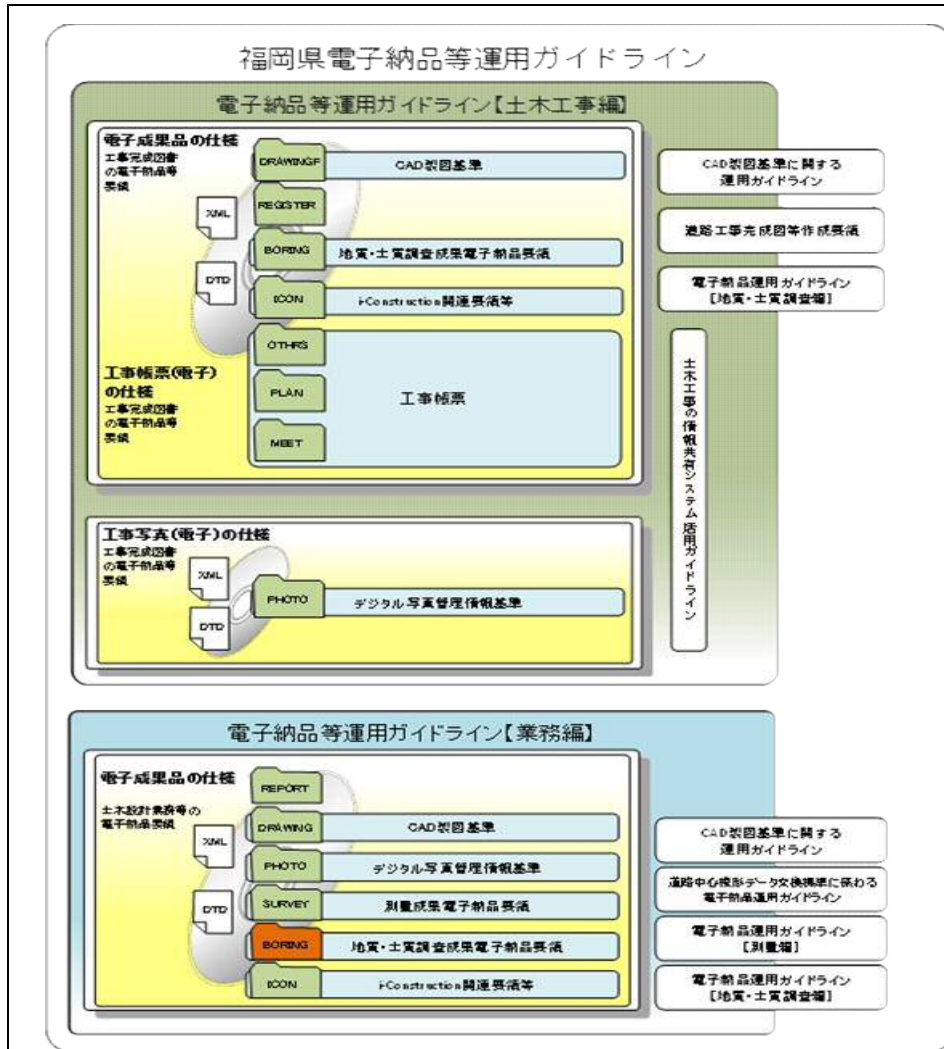 福岡県電子納品等運用ガイドライン
電子納品等運用ガイドライン【土木工事編】
電子成果品の仕様
工事完成図書
の電子納品等
要領
XML
DTD
DRAWINGF
CAD製図基準
REGISTER
BORING
地質・土質調査成果電子納品要領
ICON
i-Construction関連要領等
OTHRS
工事帳票(電子)
の仕様
工事完成図書
の電子納品等
要領
PLAN
工事帳票
MEET
CAD製図基準に関する
運用ガイドライン
道路工事完成図等作成要領
電子納品運用ガイドライン
[地質・土質調査編]
土木工事の情報共有システム活用ガイドライン
工事写真(電子)の仕様
工事完成図書
の電子納品等
要領
XML
DTD
PHOTO
デジタル写真管理情報基準
電子納品等運用ガイドライン【業務編】
電子成果品の仕様
土木設計業務等の
電子納品要領
XML
DTD
REPORT
DRAWING
CAD製図基準
PHOTO
デジタル写真管理情報基準
SURVEY
測量成果電子納品要領
BORING
地質・土質調査成果電子納品要領
ICON
i-Construction関連要領等
CAD製図基準に関する
運用ガイドライン
道路中心線形データ交換標準に係わる
電子納品運用ガイドライン
電子納品運用ガイドライン
[測量編]
電子納品運用ガイドライン
[地質・土質調査編]